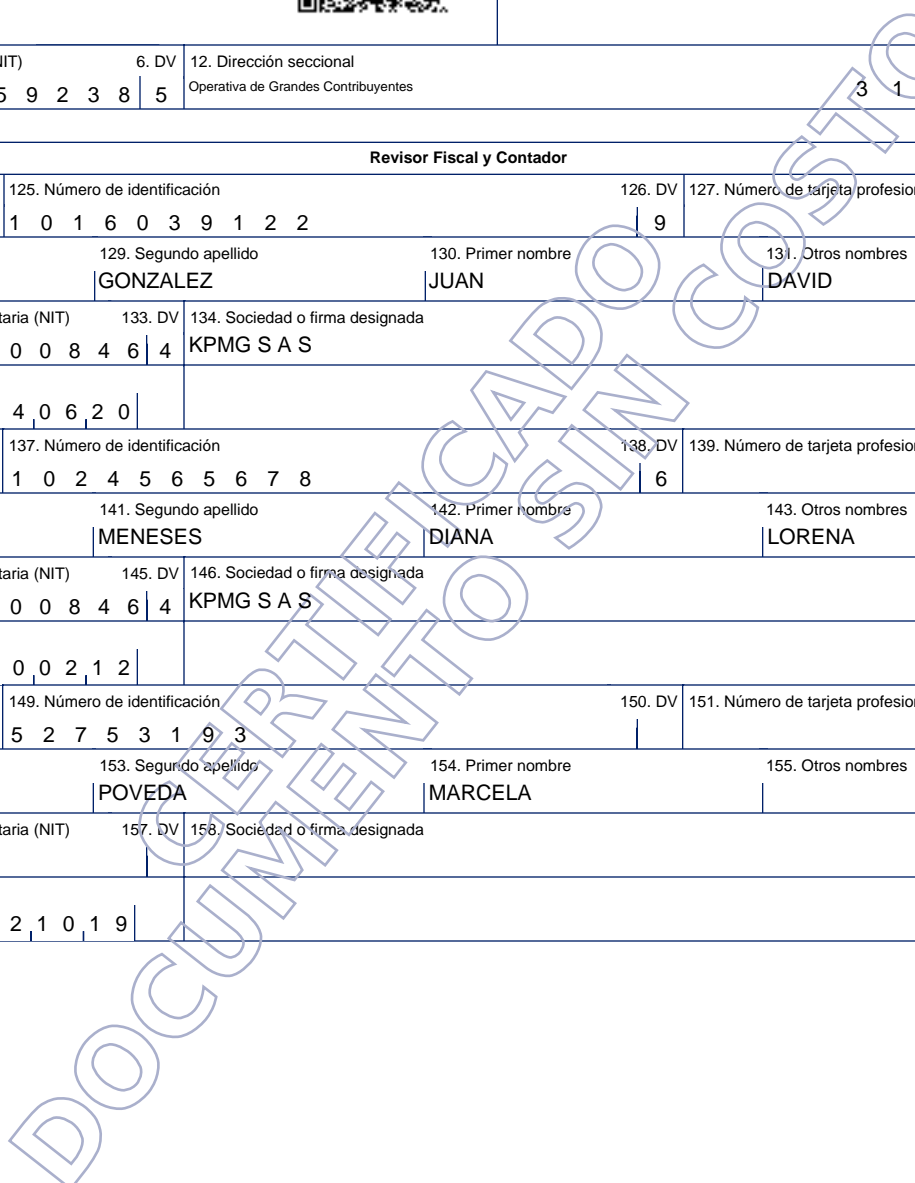 IIT) 6. DV 12. Dirección seccional
5 9 2 3 8 5 Operativa de Grandes Contribuyentes 3 1
Revisor Fiscal y Contador
125. Número de identificación 126. DV 127. Número de tarjeta profesion
1 0 1 6 0 3 9 1 2 2 9
129. Segundo apellido 130. Primer nombre 131. Otros nombres
GONZALEZ JUAN DAVID
taria (NIT) 133. DV 134. Sociedad o firma designada
0 0 8 4 6 4 KPMG S A S
4 0 6 2 0
137. Número de identificación 138. DV 139. Número de tarjeta profesion
1 0 2 4 5 6 5 6 7 8 6
141. Segundo apellido 142. Primer nombre 143. Otros nombres
MENESES DIANA LORENA
taria (NIT) 145. DV 146. Sociedad o firma designada
0 0 8 4 6 4 KPMG S A S
0 0 2 1 2
149. Número de identificación 150. DV 151. Número de tarjeta profesion
5 2 7 5 3 1 9 3
153. Segundo apellido 154. Primer nombre 155. Otros nombres
POVEDA MARCELA
taria (NIT) 157. DV 158. Sociedad o firma designada
2 1 0 1 9
CERTIFICADO
DOCUMENTO SIN COSTO